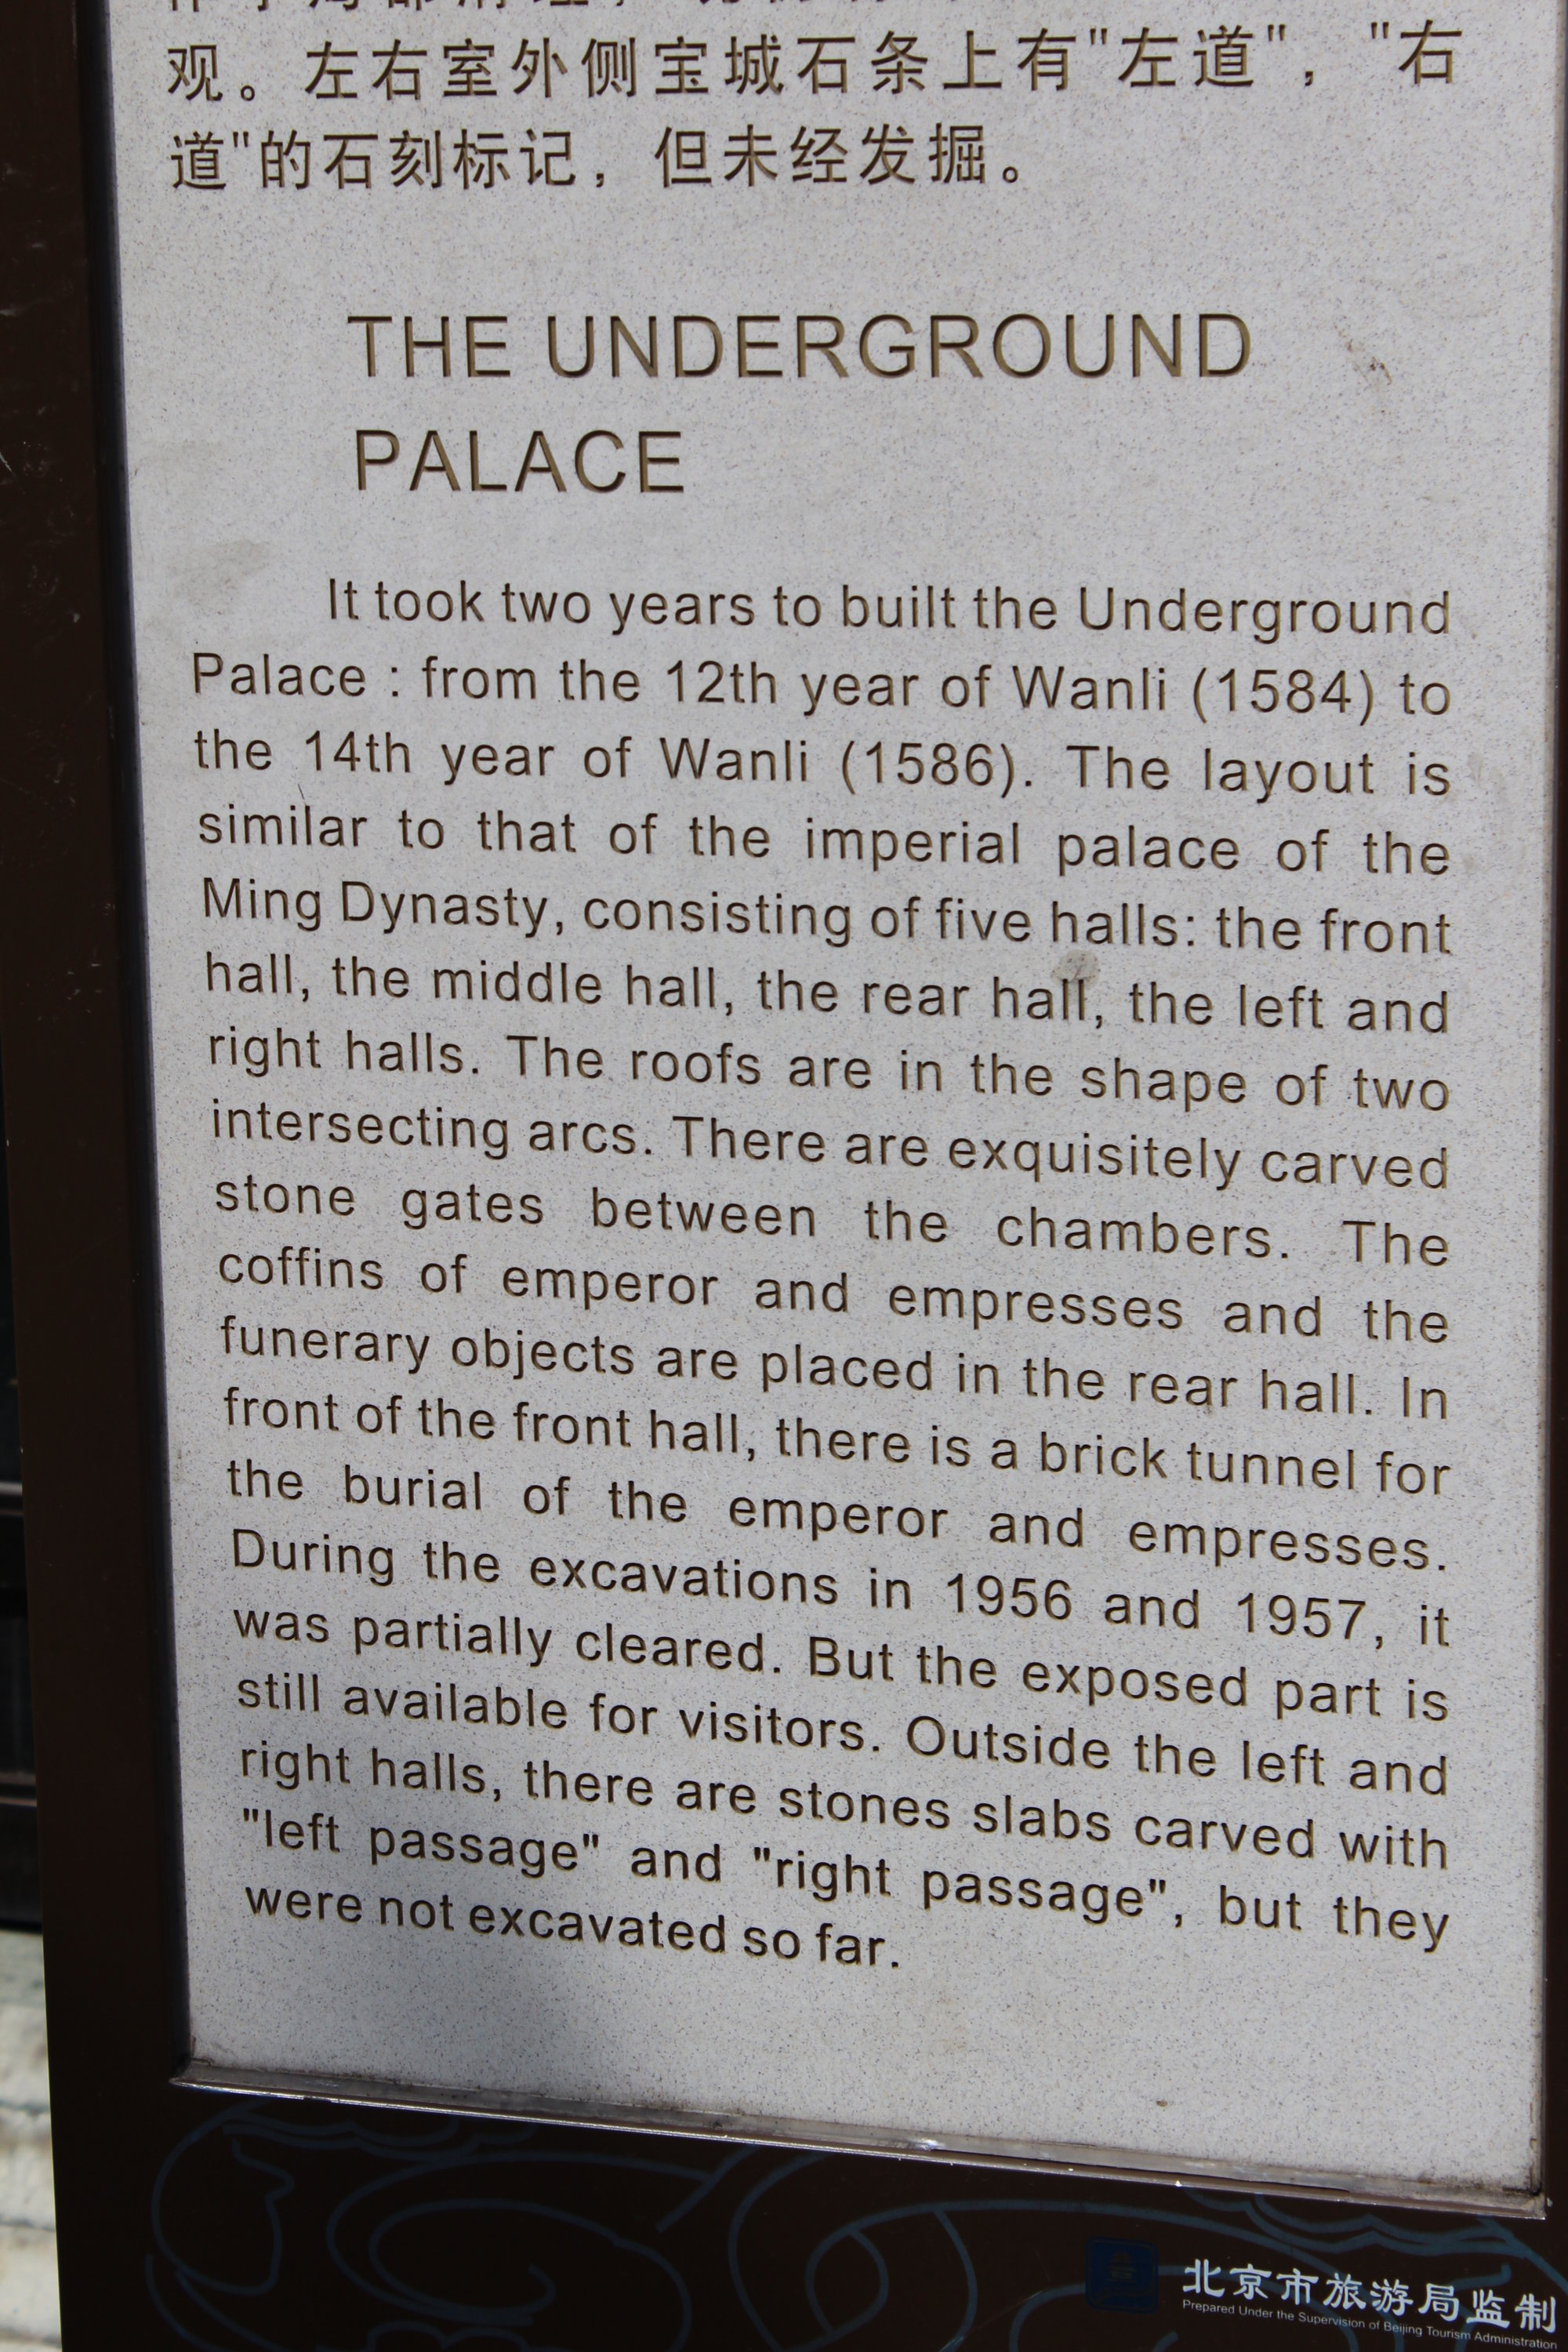 观。左右室外侧宝城石条上有"左道"，"右
道"的石刻标记，但未经发掘。
THE UNDERGROUND
PALACE
It took two years to built the Underground
Palace : from the 12th year of Wanli (1584) to
the 14th year of Wanli (1586). The layout is
similar to that of the imperial palace of the
Ming Dynasty, consisting of five halls: the front
hall, the middle hall, the rear hall, the left and
right halls. The roofs are in the shape of two
intersecting arcs. There are exquisitely carved
stone gates between the chambers. The
coffins of emperor and empresses and the
funerary objects are placed in the rear hall. In
front of the front hall, there is a brick tunnel for
the burial of the emperor and empresses.
During the excavations in 1956 and 1957, it
was partially cleared. But the exposed part is
still available for visitors. Outside the left and
right halls, there are stones slabs carved with
"left passage" and "right passage", but they
were not excavated so far.
北京市旅游局监制
Prepared Under the Supervision of Beijing Tourism Administration